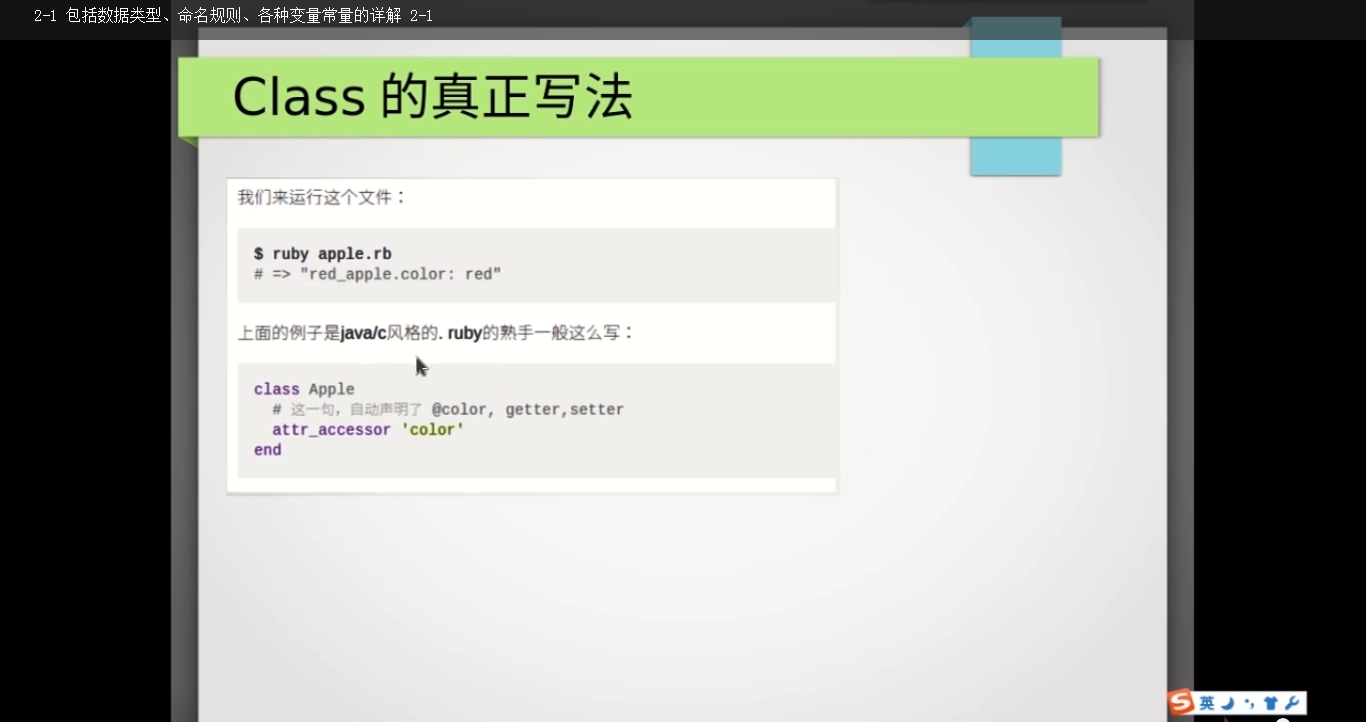 2-1 包括数据类型、命名规则、各种变量常量的详解 2-1
Class 的真正写法
我们来运行这个文件：
$ ruby apple.rb
# => "red_apple.color: red"
上面的例子是java/c风格的. ruby的熟手一般这么写：
class Apple
# 这一句，自动声明了 @color, getter,setter
attr_accessor 'color'
end
英